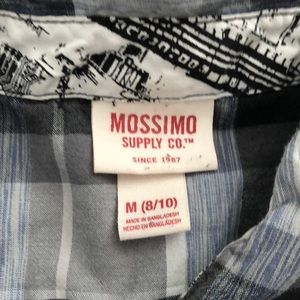 MOSSIMO
SUPPLY CO.™
SINCE 1987
M (8/10)
MADE IN BANGLADESH
HECHO EN BANGLADESH